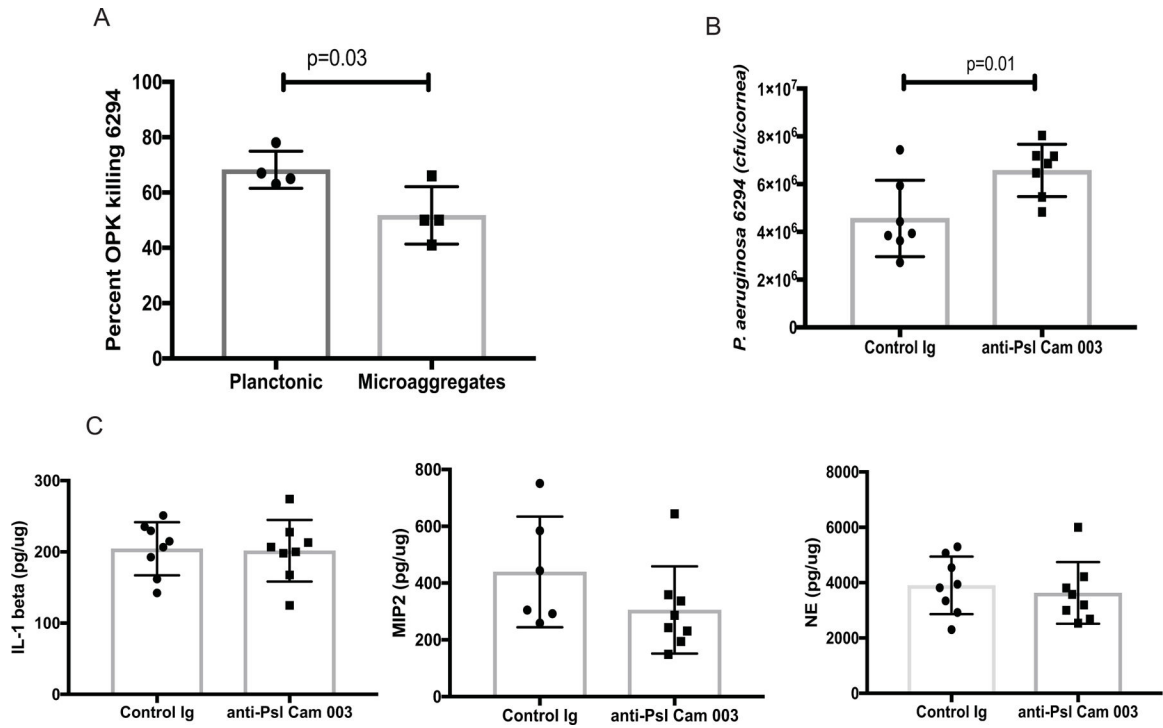 A
p=0.03
Percent OPK killing 6294
100
80
60
40
20
0
Planctonic Microaggregates
B
p=0.01
P. aeruginosa 6294 (cfu/cornea)
1×10⁷
8×10⁶
6×10⁶
4×10⁶
2×10⁶
0
Control Ig anti-Psl Cam 003
C
IL-1 beta (pg/ug)
300
200
100
0
Control Ig anti-Psl Cam 003
MIP2 (pg/ug)
800
600
400
200
0
Control Ig anti-Psl Cam 003
NE (pg/ug)
8000
6000
4000
2000
0
Control Ig anti-Psl Cam 003